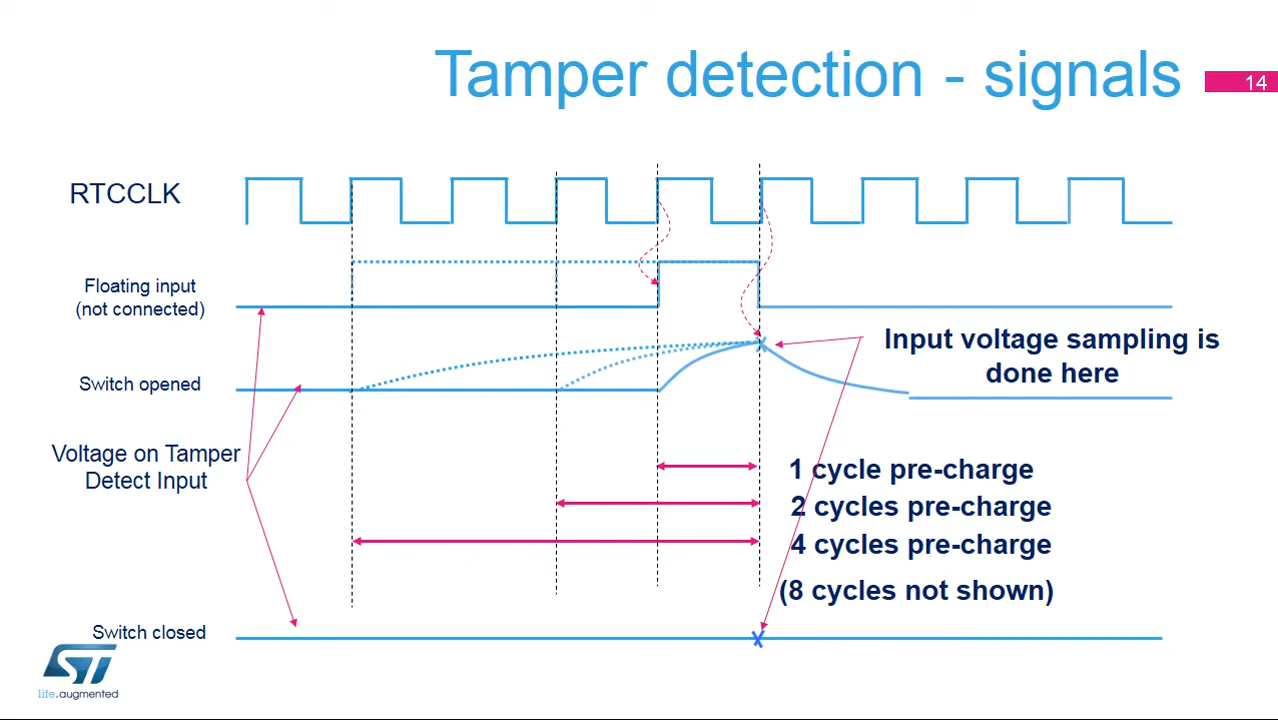 Tamper detection - signals
14
RTCCLK
Floating input
(not connected)
Switch opened
Input voltage sampling is
done here
Voltage on Tamper
Detect Input
1 cycle pre-charge
2 cycles pre-charge
4 cycles pre-charge
(8 cycles not shown)
Switch closed
ST
life.augmented